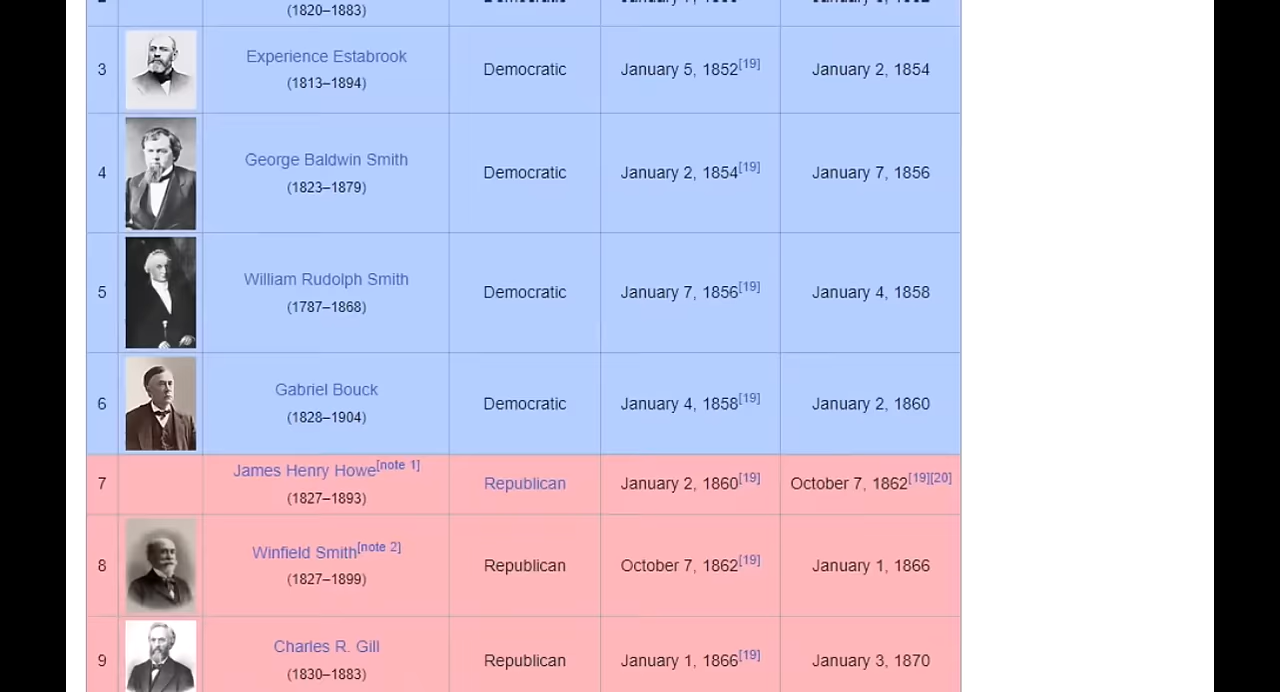 (1820–1883)
3 Experience Estabrook (1813–1894) Democratic January 5, 1852[19] January 2, 1854
4 George Baldwin Smith (1823–1879) Democratic January 2, 1854[19] January 7, 1856
5 William Rudolph Smith (1787–1868) Democratic January 7, 1856[19] January 4, 1858
6 Gabriel Bouck (1828–1904) Democratic January 4, 1858[19] January 2, 1860
7 James Henry Howe[note 1] (1827–1893) Republican January 2, 1860[19] October 7, 1862[19][20]
8 Winfield Smith[note 2] (1827–1899) Republican October 7, 1862[19] January 1, 1866
9 Charles R. Gill (1830–1883) Republican January 1, 1866[19] January 3, 1870